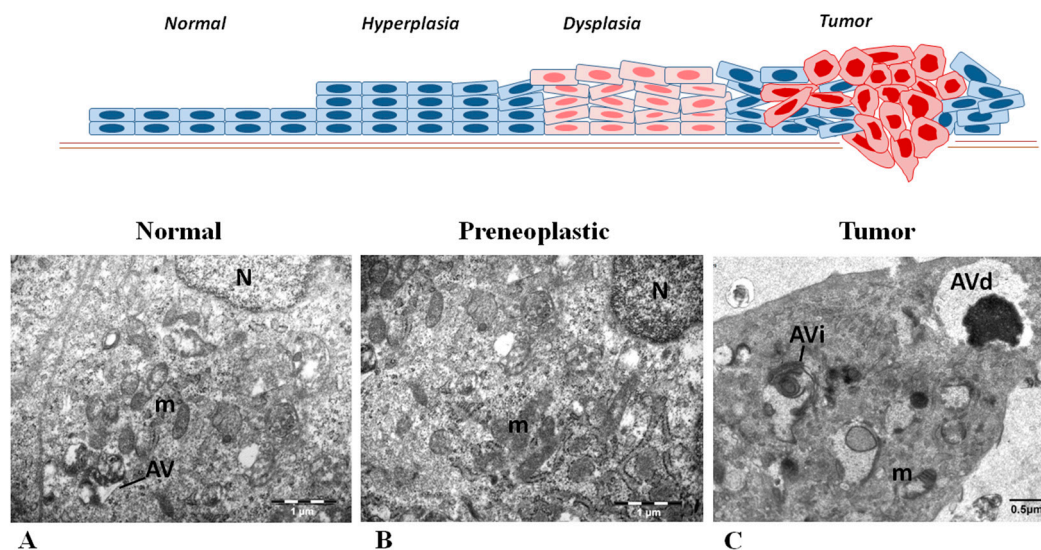 Normal Hyperplasia Dysplasia Tumor
Normal Preneoplastic Tumor
N
m
AV
1 µm
N
m
1 µm
AVd
AVi
m
0.5µm
A B C